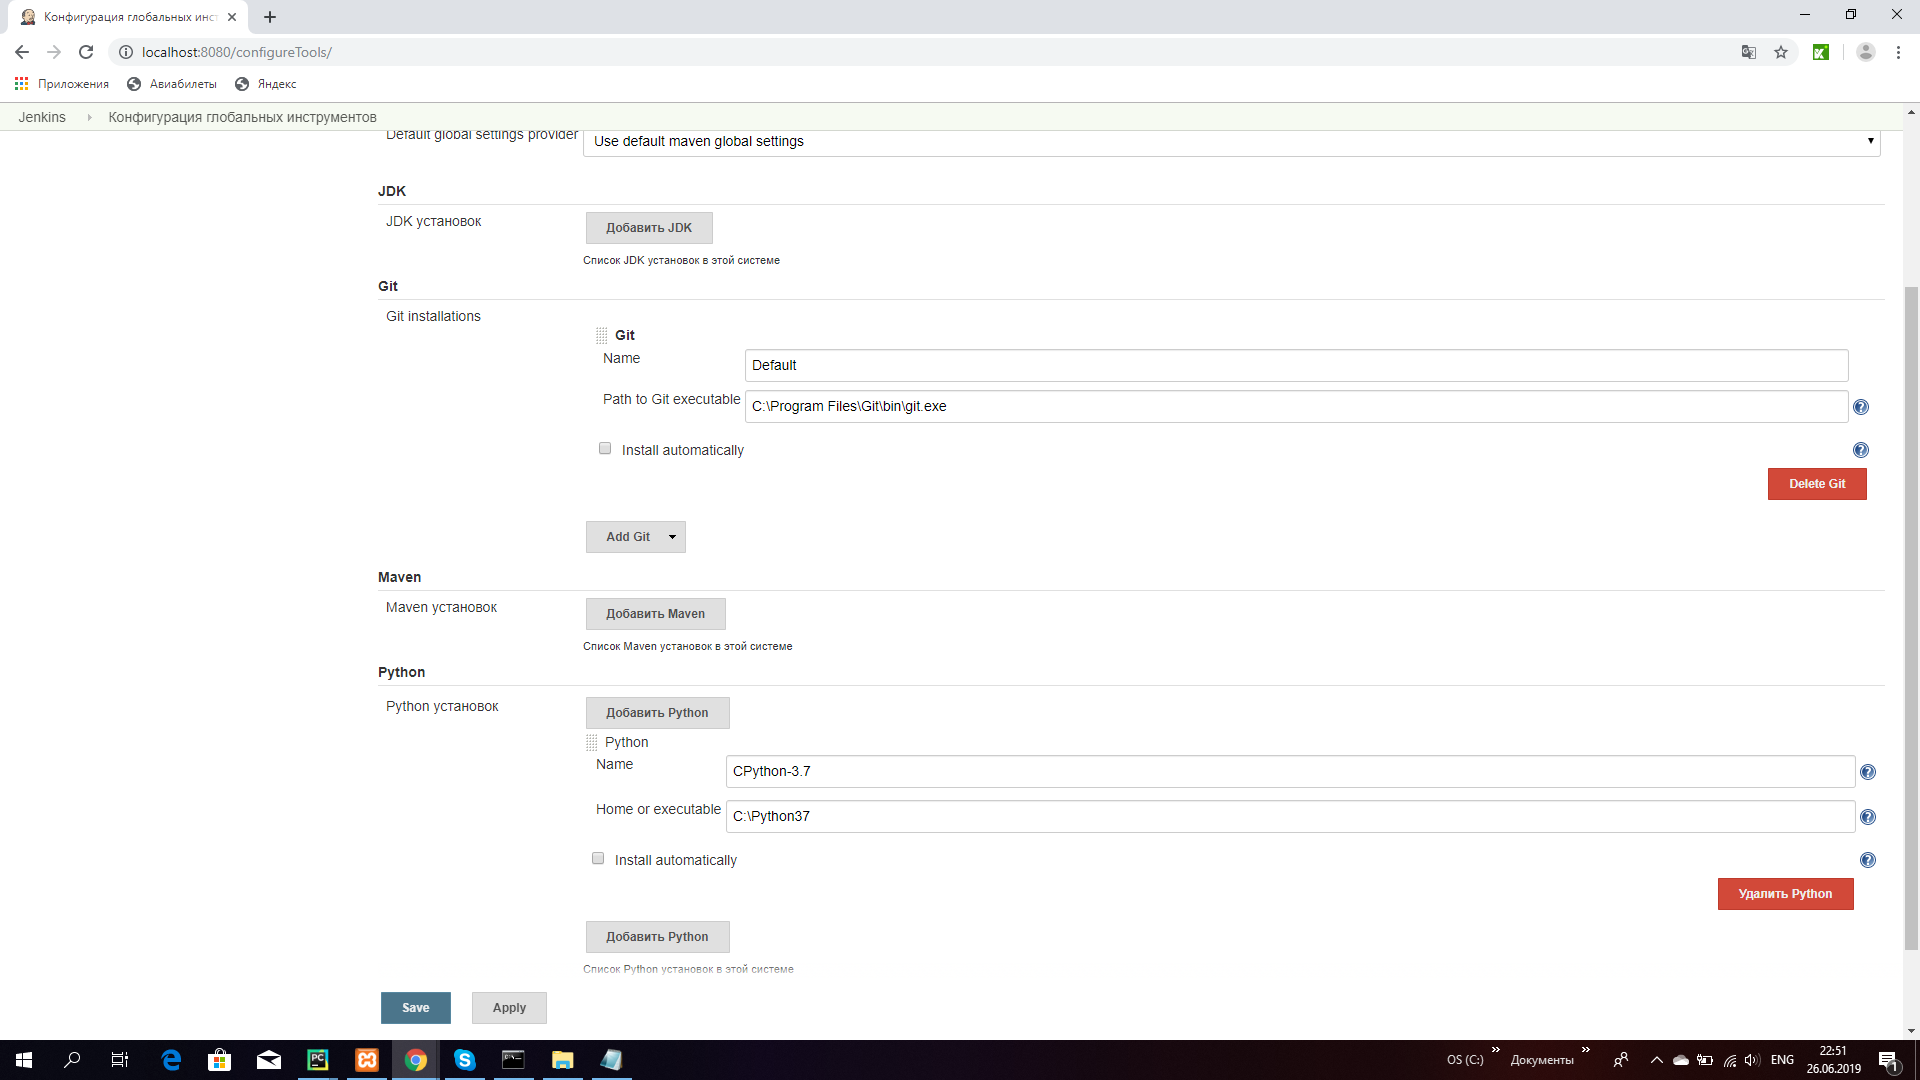 Конфигурация глобальных инст
localhost:8080/configureTools/
Приложения
Авиабилеты
Яндекс
Jenkins
Конфигурация глобальных инструментов
Default global settings provider
Use default maven global settings
JDK
JDK установок
Добавить JDK
Список JDK установок в этой системе
Git
Git installations
Git
Name
Default
Path to Git executable
C:\Program Files\Git\bin\git.exe
Install automatically
Delete Git
Add Git
Maven
Maven установок
Добавить Maven
Список Maven установок в этой системе
Python
Python установок
Добавить Python
Python
Name
CPython-3.7
Home or executable
C:\Python37
Install automatically
Удалить Python
Добавить Python
Список Python установок в этой системе
Save
Apply
OS (C:)
Документы
ENG
22:51
26.06.2019
1